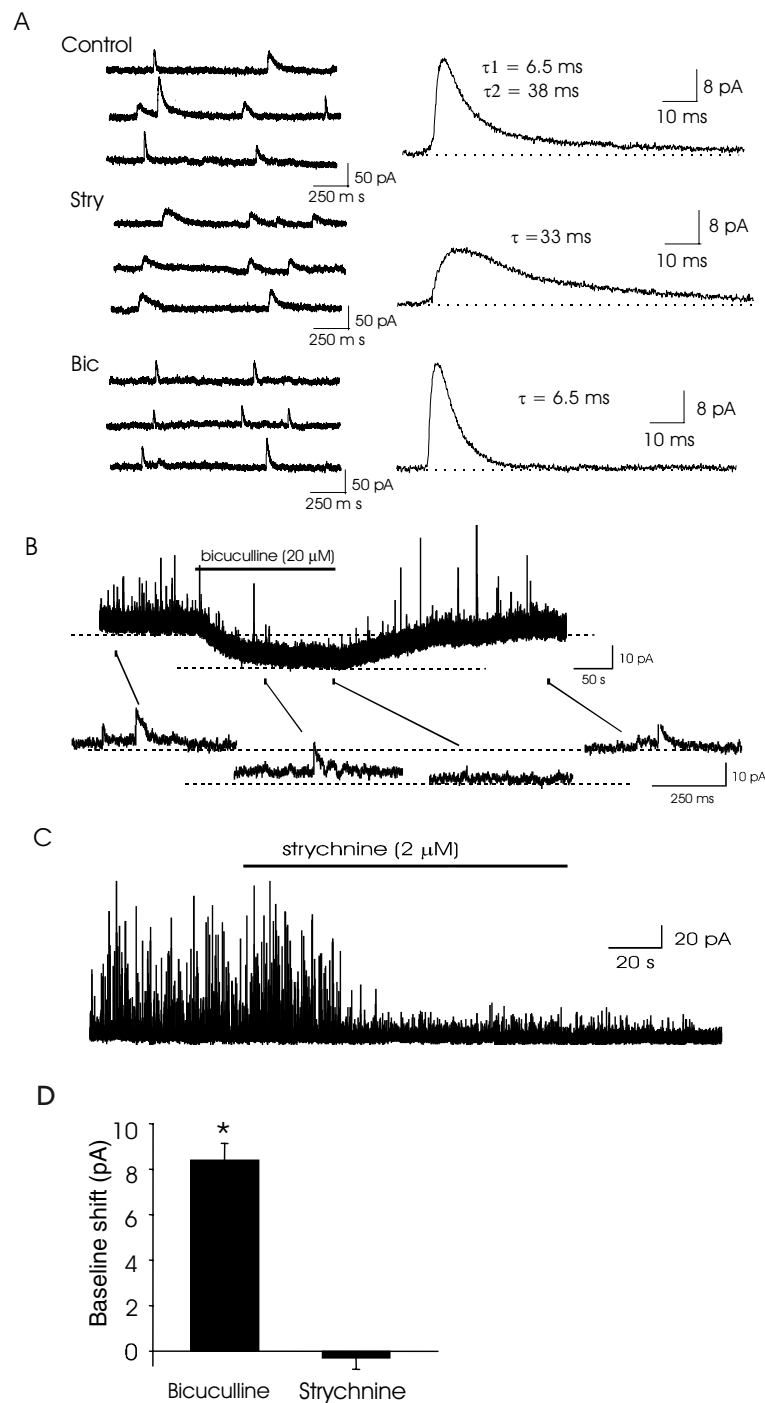 A
Control
τ1 = 6.5 ms
τ2 = 38 ms
8 pA
10 ms
50 pA
250 m s
Stry
τ =33 ms
8 pA
10 ms
50 pA
250 m s
Bic
τ = 6.5 ms
8 pA
10 ms
50 pA
250 m s
B
bicuculline (20 μM)
10 pA
50 s
10 pA
250 ms
C
strychnine (2 μM)
20 pA
20 s
D
Baseline shift (pA)
10
8
6
4
2
0
*
Bicuculline
Strychnine